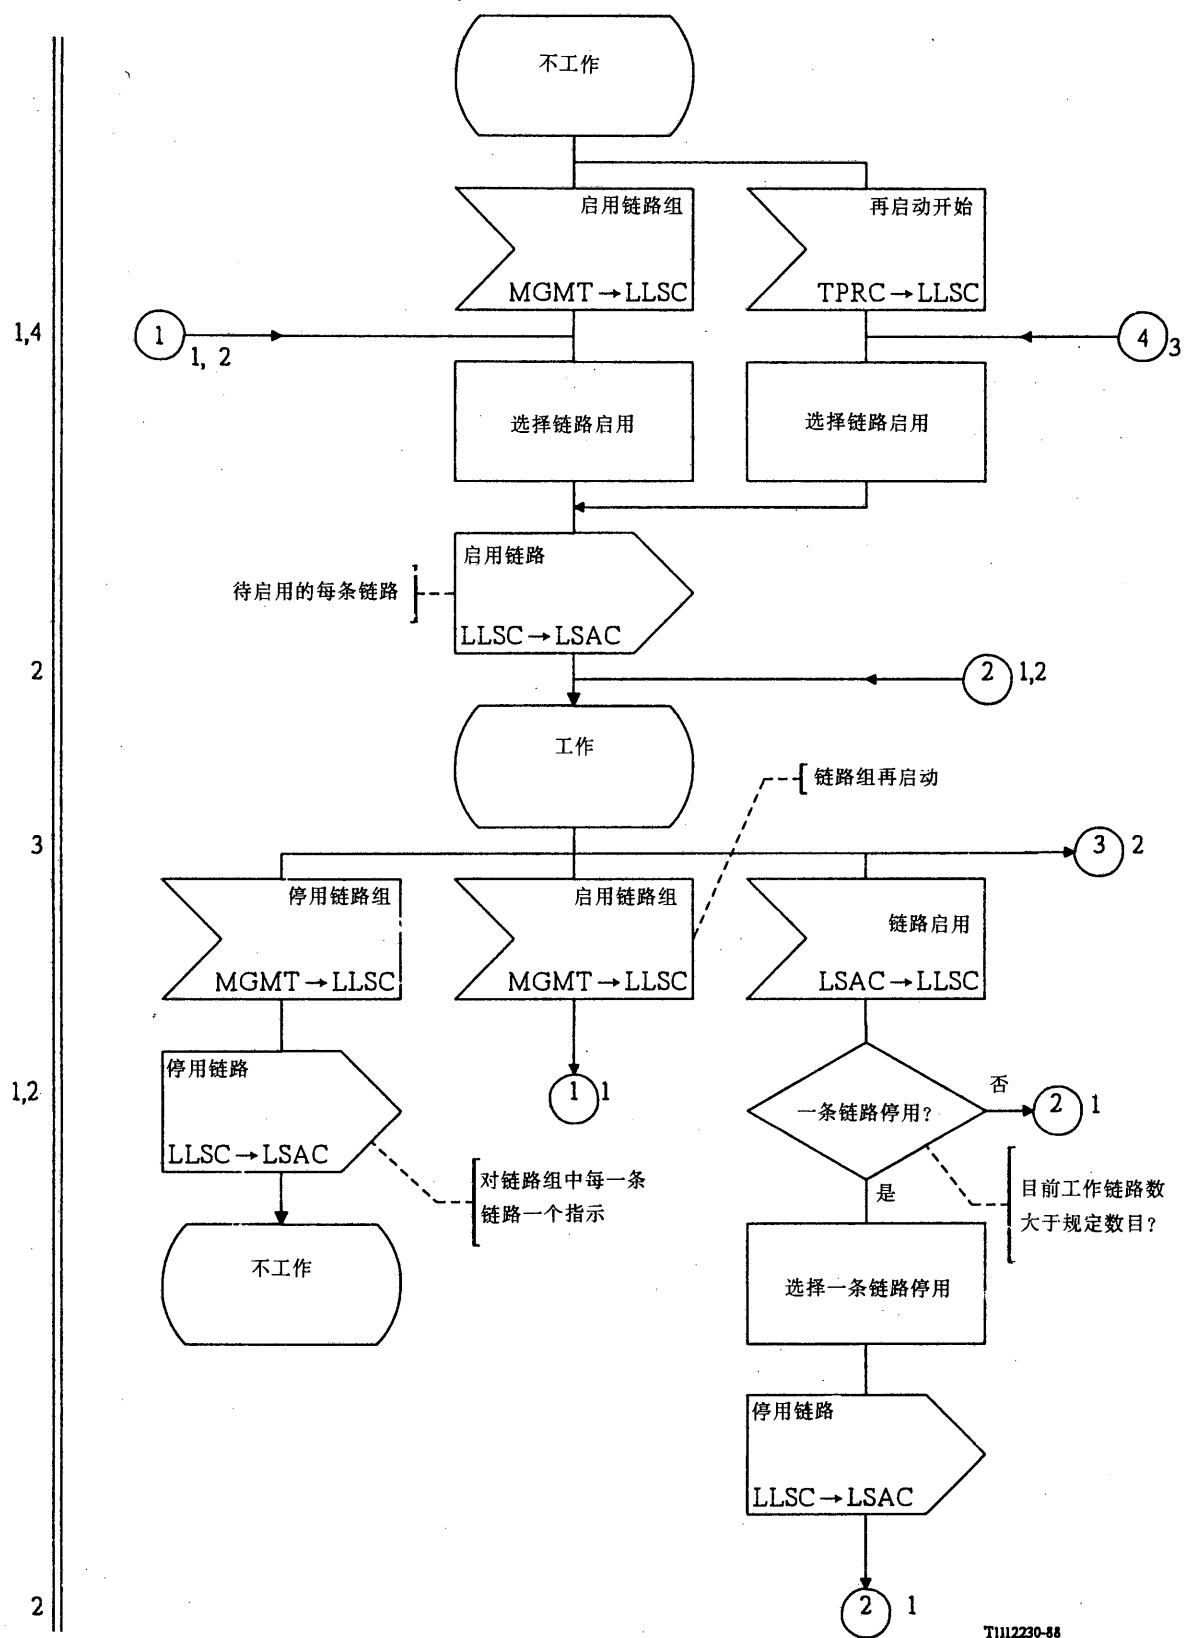 不工作
启用链路组
MGMT→LLSC
再启动开始
TPRC→LLSC
1,4
1
1, 2
4
3
选择链路启用
选择链路启用
启用链路
LLSC→LSAC
待启用的每条链路
2
2
1,2
工作
链路组再启动
3
3
2
停用链路组
MGMT→LLSC
启用链路组
MGMT→LLSC
链路启用
LSAC→LLSC
1,2
停用链路
LLSC→LSAC
1
1
一条链路停用?
否
2
1
是
对链路组中每一条
链路一个指示
目前工作链路数
大于规定数目?
不工作
选择一条链路停用
停用链路
LLSC→LSAC
2
2
1
T1112230-88